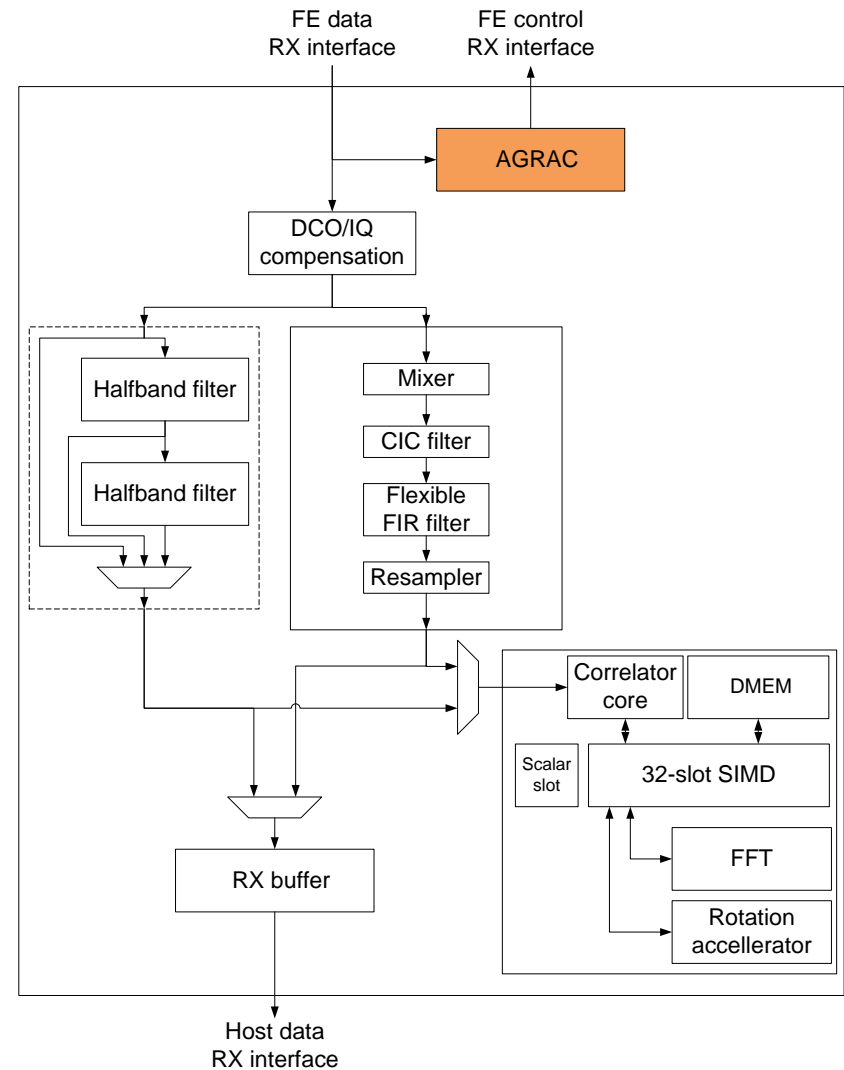 FE data
RX interface
FE control
RX interface
AGRAC
DCO/IQ
compensation
Halfband filter
Halfband filter
Mixer
CIC filter
Flexible
FIR filter
Resampler
Correlator
core
DMEM
Scalar
slot
32-slot SIMD
FFT
Rotation
accellerator
RX buffer
Host data
RX interface